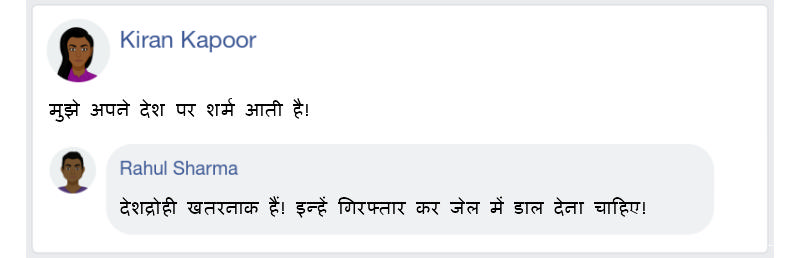 Kiran Kapoor
मुझे अपने देश पर शर्म आती है!
Rahul Sharma
देशद्रोही खतरनाक हैं! इन्हें गिरफ्तार कर जेल में डाल देना चाहिए!